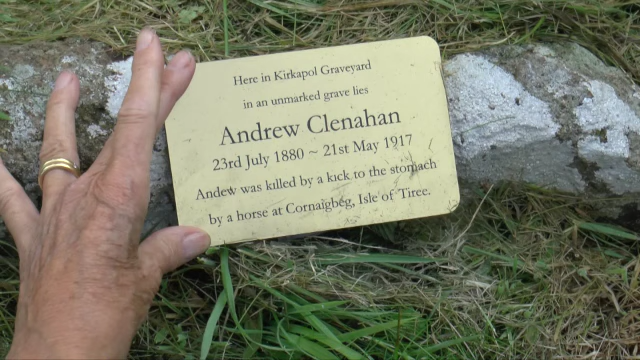 Here in Kirkapol Graveyard
in an unmarked grave lies
Andrew Clenahan
23rd July 1880 ~ 21st May 1917
Andew was killed by a kick to the stomach
by a horse at Cornaigbég, Isle of Tiree.